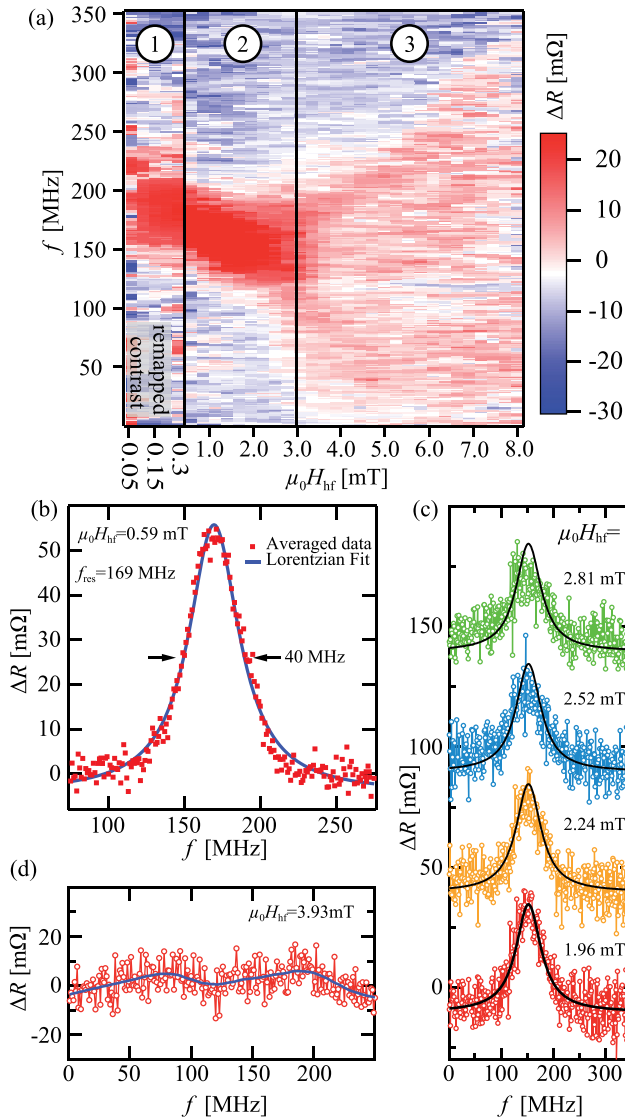 (a)
1
2
3
ΔR [mΩ]
350
300
250
200
150
100
50
f [MHz]
remapped
contrast
20
10
0
-10
-20
-30
0.05
0.15
0.3
1.0
2.0
3.0
4.0
5.0
6.0
7.0
8.0
μ0Hhf [mT]
(b)
μ0Hhf=0.59 mT
fres=169 MHz
Averaged data
Lorentzian Fit
40 MHz
50
40
30
20
10
0
ΔR [mΩ]
100
150
200
250
f [MHz]
(c)
μ0Hhf=
2.81 mT
2.52 mT
2.24 mT
1.96 mT
150
100
50
0
ΔR [mΩ]
0
100
200
300
f [MHz]
(d)
μ0Hhf=3.93mT
20
0
-20
ΔR [mΩ]
0
50
100
150
200
f [MHz]